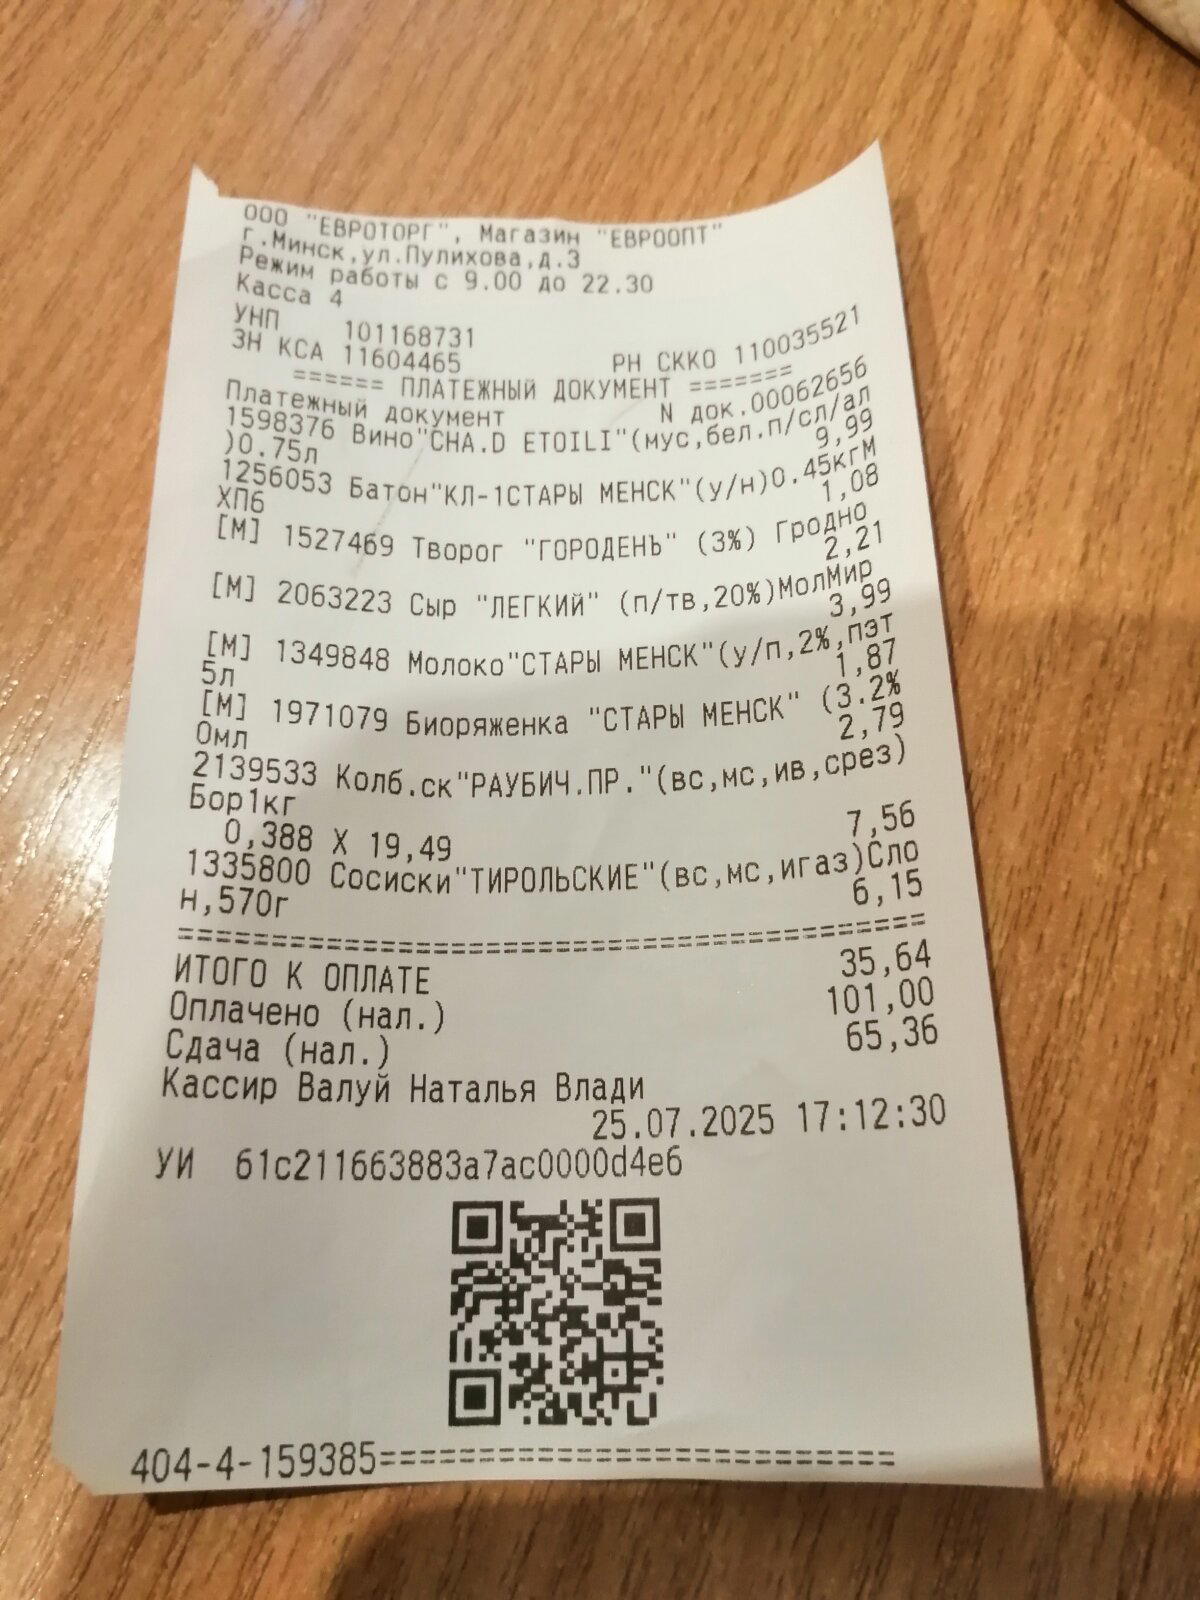 ООО "ЕВРОТОРГ", Магазин "ЕВРООПТ"
г.Минск,ул.Пулихова,д.3
Режим работы с 9.00 до 22.30
Касса 4
УНП 101168731
ЗН КСА 11604465 РН СККО 110035521
====== ПЛАТЕЖНЫЙ ДОКУМЕНТ =======
Платежный документ N док.00062656
1598376 Вино"CHA.D ETOILI"(мус,бел.п/сл/ал
)0.75л 9,99
1256053 Батон"КЛ-1СТАРЫ МЕНСК"(у/н)0.45кгМ
ХП6 1,08
[М] 1527469 Творог "ГОРОДЕНЪ" (3%) Гродно
2,21
[М] 2063223 Сыр "ЛЕГКИЙ" (п/тв,20%)МолМир
3,99
[М] 1349848 Молоко"СТАРЫ МЕНСК"(у/п,2%,пэт
5л 1,87
[М] 1971079 Биоряженка "СТАРЫ МЕНСК" (3.2%
0мл 2,79
2139533 Колб.ск"РАУБИЧ.ПР."(вс,мс,ив,срез)
Бор1кг
0,388 X 19,49 7,56
1335800 Сосиски"ТИРОЛЬСКИЕ"(вс,мс,игаз)Сло
н,570г 6,15
========================================
ИТОГО К ОПЛАТЕ 35,64
Оплачено (нал.) 101,00
Сдача (нал.) 65,36
Кассир Валуй Наталья Влади
25.07.2025 17:12:30
УИ 61c211663883a7ac0000d4e6
404-4-159385===========================